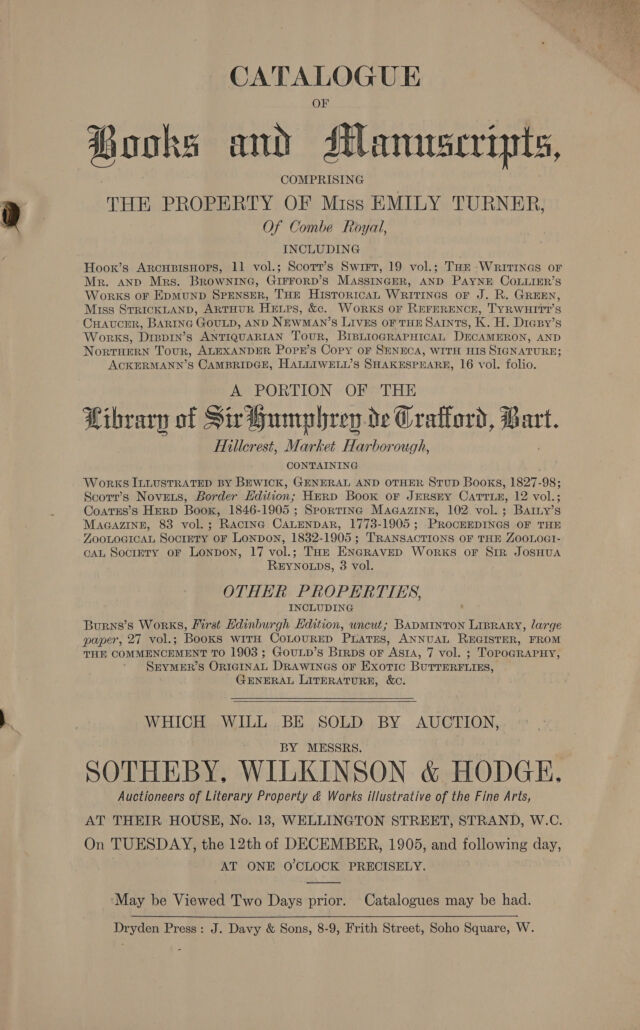 CATALOGUE
OF
Books and Manuscripts,
COMPRISING
THE PROPERTY OF Miss EMILY TURNER,
Of Combe Royal,
INCLUDING
Hook's Archbishops, 11 vol.; Scott's Swift, 19 vol.; The Writings of
Mr. and Mrs. Browning, Gifford's Massinger, and Payne Collier's
Works of Edmund Spenser, The Historical Writings of J. R. Green,
Miss Strickland, Arthur Helps, &c. Works of Reference, Tyrwhitt's
Chaucer, Baring Gould, and Newman's Lives of the Saints, K. H. Digby's
Works, Dibdin's Antiquarian Tour, Bibliographical Decameron, and
Northern Tour, Alexander Pope's Copy of Seneca, with his Signature;
Ackermann's Cambridge, Halliwell's Shakespeare, 16 vol. folio.
A PORTION OF THE
Library of Sir Humphrey de Trafford, Bart.
Hillcrest, Market Harborough,
CONTAINING
Works Illustrated by Bewick, General and other Stud Books, 1827-98;
Scott's Novels, Border Edition; Herd Book of Jersey Cattle, 12 vol.;
Coates's Herd Book, 1846-1905; Sporting Magazine, 102 vol.; Baily's
Magazine, 83 vol.; Racing Calendar, 1773-1905; Proceedings of the
Zoological Society of London, 1832-1905; Transactions of the Zoologi-
cal Society of London, 17 vol.; The Engraved Works of Sir Joshua
Reynolds, 3 vol.
OTHER PROPERTIES,
INCLUDING
Burns's Works, First Edinburgh Edition, uncut; Badminton Library, large
paper, 27 vol.; Books with Coloured Plates, Annual Register, from
the commencement to 1903; Gould's Birds of Asia, 7 vol.; Topography,
Seymer's Original Drawings of Exotic Butterflies,
General Literature, &c.
WHICH WILL BE SOLD BY AUCTION,
BY MESSRS.
SOTHEBY, WILKINSON & HODGE,
Auctioneers of Literary Property & Works illustrative of the Fine Arts,
AT THEIR HOUSE, No. 13, WELLINGTON STREET, STRAND, W.C.
On TUESDAY, the 12th of DECEMBER, 1905, and following day,
AT ONE O'CLOCK PRECISELY.
May be Viewed Two Days prior. Catalogues may be had.
Dryden Press: J. Davy & Sons, 8-9, Frith Street, Soho Square, W.